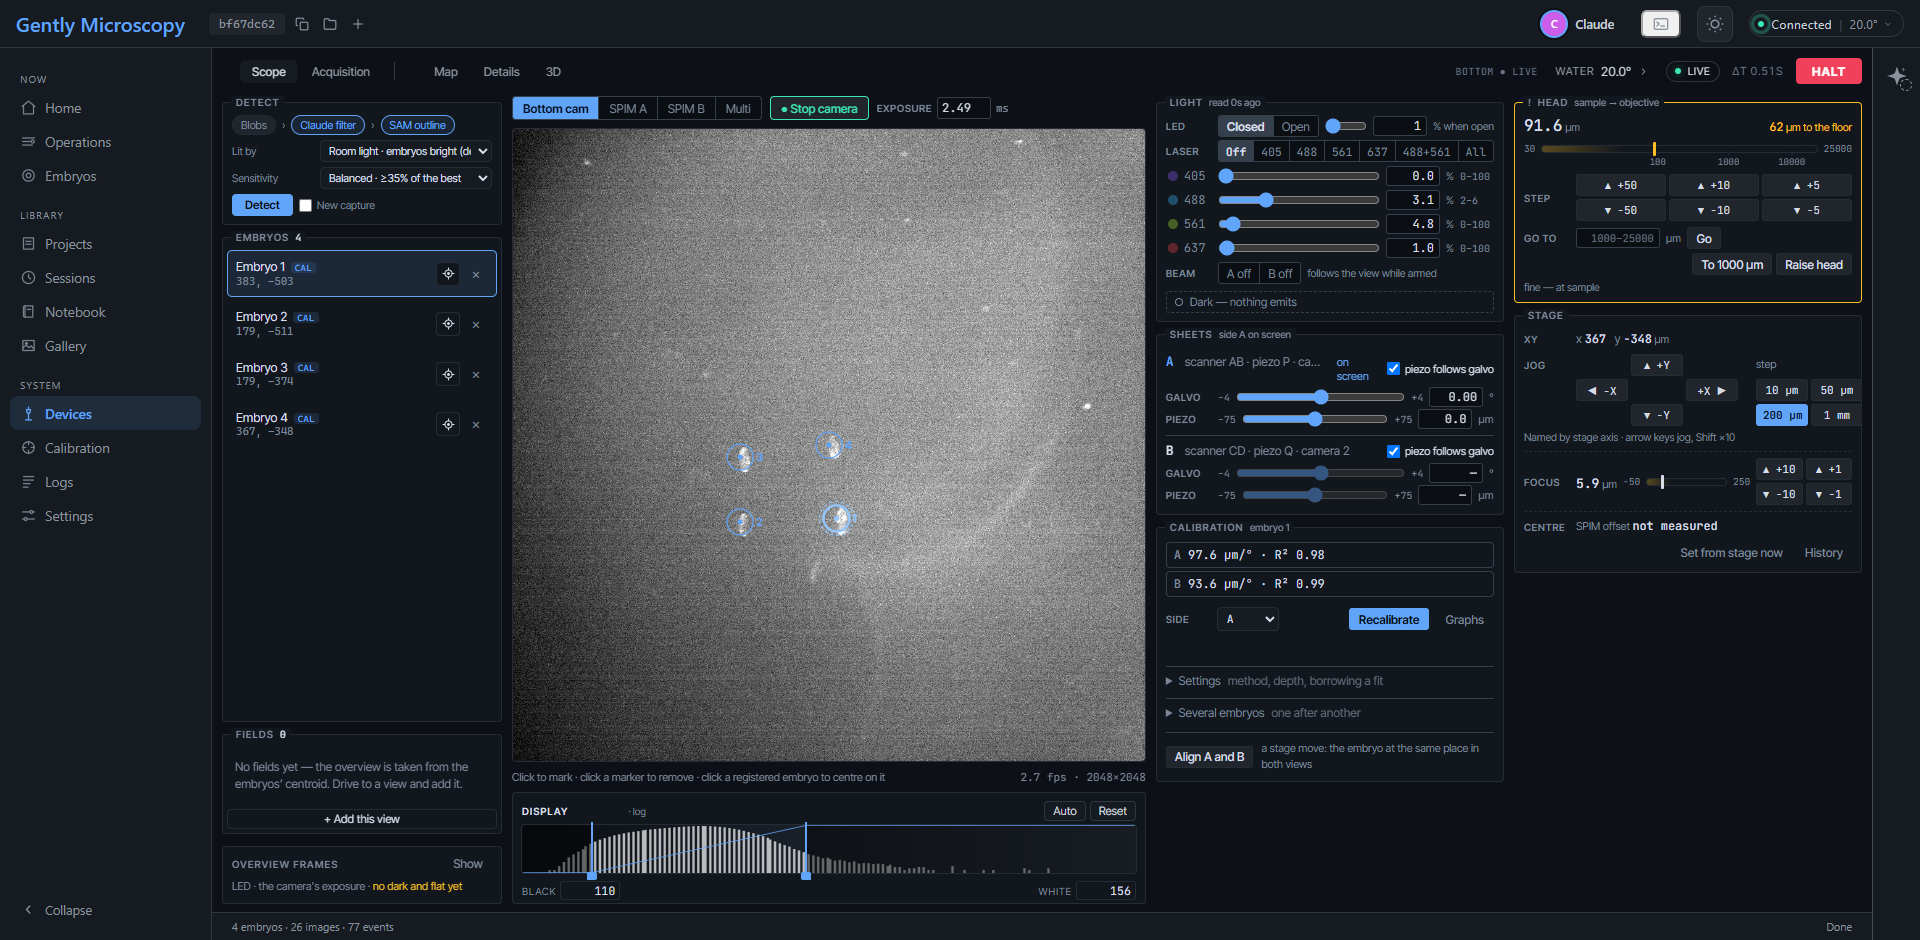 Gently Microscopy
bf67dc62
C Claude
Connected | 20.0°
NOW
Home
Operations
Embryos
LIBRARY
Projects
Sessions
Notebook
Gallery
SYSTEM
Devices
Calibration
Logs
Settings
Collapse
Scope Acquisition Map Details 3D
BOTTOM ● LIVE WATER 20.0° › ● LIVE ΔT 0.51S HALT
DETECT
Blobs › Claude filter › SAM outline
Lit by Room light · embryos bright (d
Sensitivity Balanced · ≥35% of the best
Detect New capture
EMBRYOS 4
Embryo 1 CAL
383, −503
Embryo 2 CAL
179, −511
Embryo 3 CAL
179, −374
Embryo 4 CAL
367, −348
FIELDS 0
No fields yet — the overview is taken from the
embryos' centroid. Drive to a view and add it.
+ Add this view
OVERVIEW FRAMES Show
LED · the camera's exposure · no dark and flat yet
Bottom cam SPIM A SPIM B Multi ● Stop camera EXPOSURE 2.49 ms
3
2
Click to mark · click a marker to remove · click a registered embryo to centre on it 2.7 fps · 2048×2048
DISPLAY · log Auto Reset
BLACK 110 WHITE 156
LIGHT read 0s ago
LED Closed Open 1 % when open
LASER Off 405 488 561 637 488+561 All
405 0.0 % 0–100
488 3.1 % 2–6
561 4.8 % 0–100
637 1.0 % 0–100
BEAM A off B off follows the view while armed
Dark — nothing emits
SHEETS side A on screen
A scanner AB · piezo P · ca... on screen piezo follows galvo
GALVO -4 +4 0.00 °
PIEZO -75 +75 0.0 µm
B scanner CD · piezo Q · camera 2 piezo follows galvo
GALVO -4 +4 – °
PIEZO -75 +75 – µm
CALIBRATION embryo 1
A 97.6 µm/° · R² 0.98
B 93.6 µm/° · R² 0.99
SIDE A Recalibrate Graphs
Settings method, depth, borrowing a fit
Several embryos one after another
Align A and B a stage move: the embryo at the same place in
both views
! HEAD sample → objective
91.6 µm 62 µm to the floor
30 25000
100 1000 10000
STEP ▲ +50 ▲ +10 ▲ +5
▼ -50 ▼ -10 ▼ -5
GO TO 1000–25000 µm Go
To 1000 µm Raise head
fine — at sample
STAGE
XY x 367 y -348 µm
JOG ▲ +Y step
◀ -X +X ▶ 10 µm 50 µm
▼ -Y 200 µm 1 mm
Named by stage axis · arrow keys jog, Shift ×10
FOCUS 5.9 µm -50 250 ▲ +10 ▲ +1
▼ -10 ▼ -1
CENTRE SPIM offset not measured
Set from stage now History
4 embryos · 26 images · 77 events Done